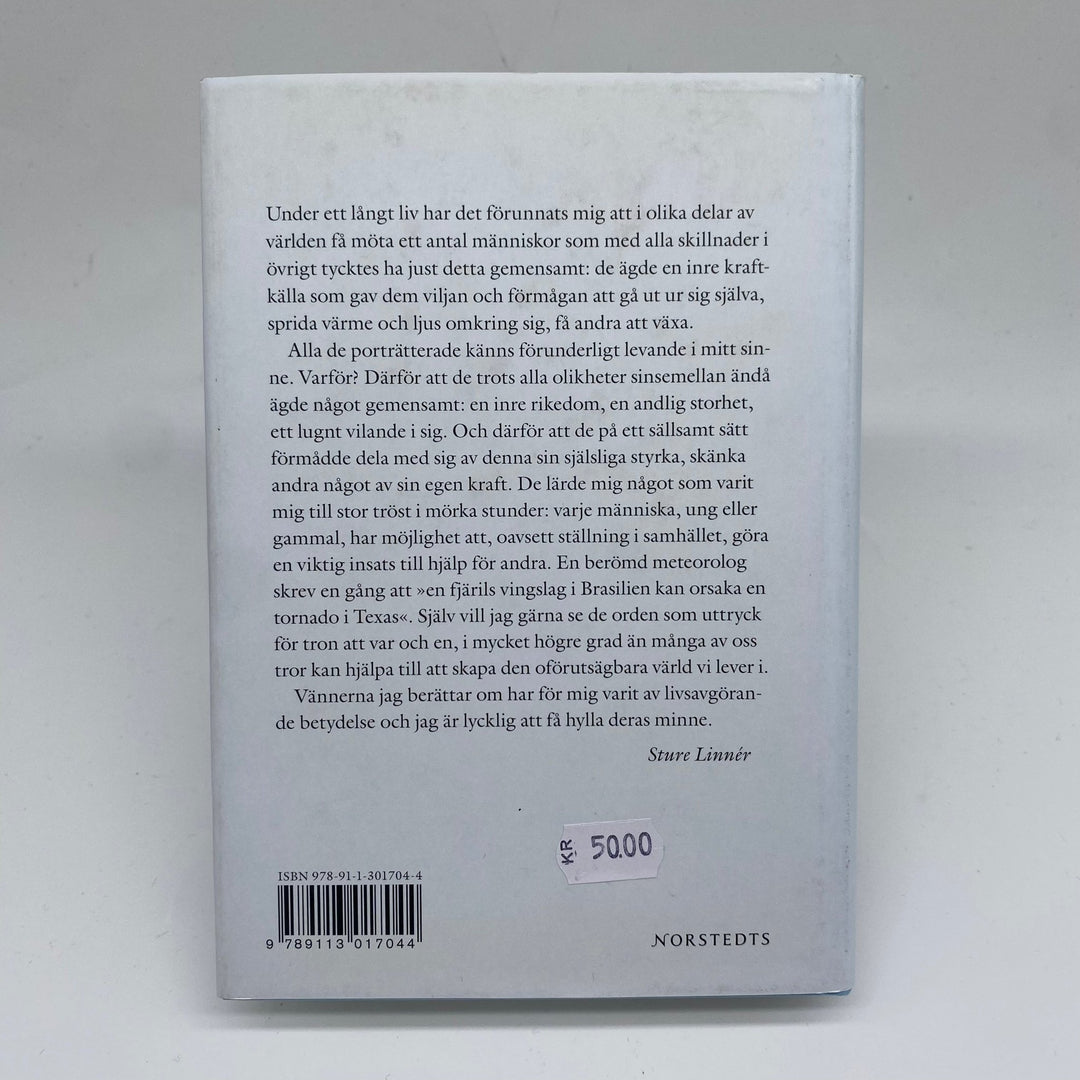 Under ett långt liv har det förunnats mig att i olika delar av
världen få möta ett antal människor som med alla skillnader i
övrigt tycktes ha just detta gemensamt: de ägde en inre kraft-
källa som gav dem viljan och förmågan att gå ut ur sig själva,
sprida värme och ljus omkring sig, få andra att växa.
Alla de porträtterade känns förunderligt levande i mitt sin-
ne. Varför? Därför att de trots alla olikheter sinsemellan ändå
ägde något gemensamt: en inre rikedom, en andlig storhet,
ett lugnt vilande i sig. Och därför att de på ett sällsamt sätt
förmådde dela med sig av denna sin själsliga styrka, skänka
andra något av sin egen kraft. De lärde mig något som varit
mig till stor tröst i mörka stunder: varje människa, ung eller
gammal, har möjlighet att, oavsett ställning i samhället, göra
en viktig insats till hjälp för andra. En berömd meteorolog
skrev en gång att »en fjärils vingslag i Brasilien kan orsaka en
tornado i Texas«. Själv vill jag gärna se de orden som uttryck
för tron att var och en, i mycket högre grad än många av oss
tror kan hjälpa till att skapa den oförutsägbara värld vi lever i.
Vännerna jag berättar om har för mig varit av livsavgöran-
de betydelse och jag är lycklig att få hylla deras minne.
Sture Linnér
KR 50.00
ISBN 978-91-1-301704-4
9 789113 017044
NORSTEDTS